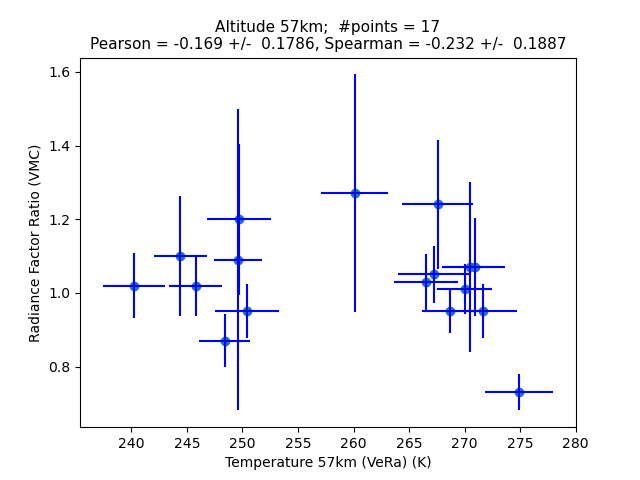 Altitude 57km;  #points = 17
Pearson = -0.169 +/-  0.1786, Spearman = -0.232 +/-  0.1887
1.6
1.4
1.2
1.0
0.8
Radiance Factor Ratio (VMC)
240 245 250 255 260 265 270 275 280
Temperature 57km (VeRa) (K)